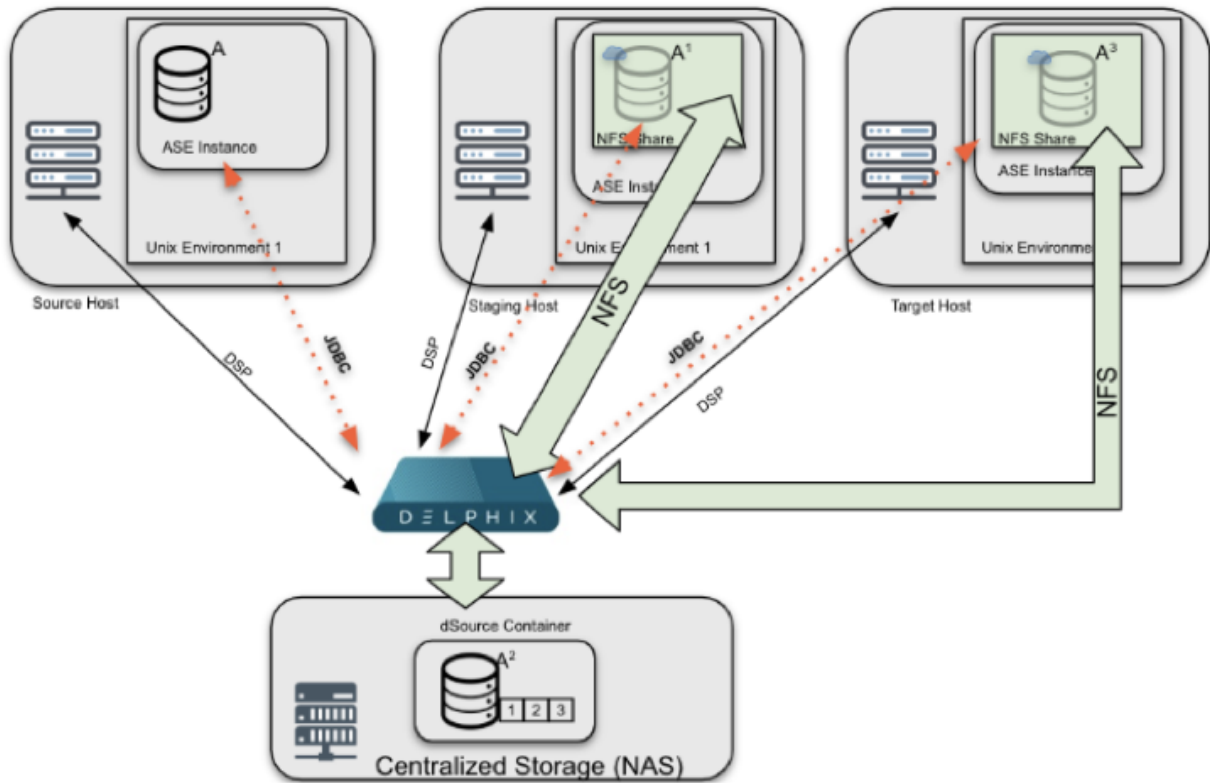 A
ASE Instance
Unix Environment 1
Source Host
A¹
NFS Share
ASE Instan
Unix Environment 1
Staging Host
A³
NFS Share
ASE Instance
Unix Environme
Target Host
DSP
JDBC
DSP
JDBC
NFS
JDBC
DSP
NFS
DELPHIX
dSource Container
A²
1 2 3
Centralized Storage (NAS)